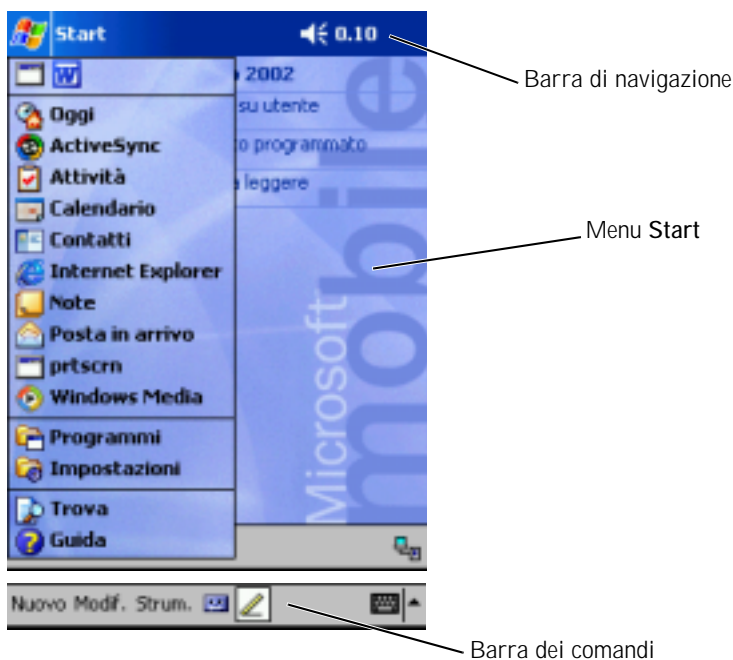 Start 0.10
Barra di navigazione
2002
su utente
Oggi
o programmato
ActiveSync
leggere
Attività
Calendario
Menu Start
Contatti
Internet Explorer
Note
Posta in arrivo
prtscrn
Windows Media
Programmi
Impostazioni
Trova
Guida
Microsoft
mobile
Nuovo Modif. Strum.
Barra dei comandi